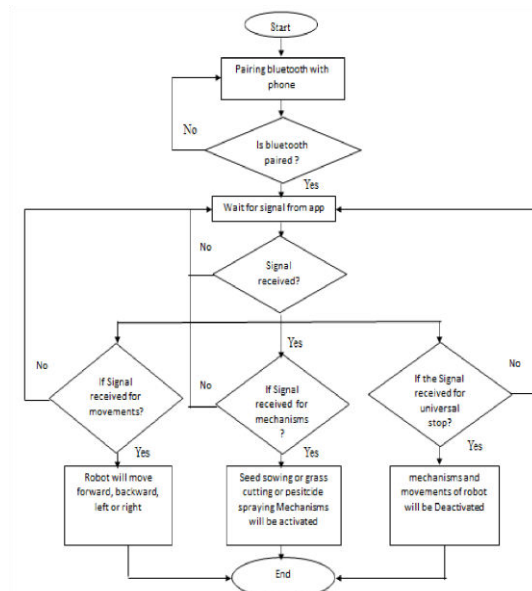 Start
Pairing bluetooth with
phone
No
Is bluetooth
paired ?
Yes
Wait for signal from app
No
Signal
received?
Yes
No
If Signal
received for
movements?
Yes
No
If Signal
received for
mechanisms
?
Yes
If the Signal
received for
universal
stop?
No
Yes
Robot will move
forward, backward,
left or right
Seed sowing or grass
cutting or pesitcide
spraying Mechanisms
will be activated
mechanisms and
movements of robot
will be Deactivated
End